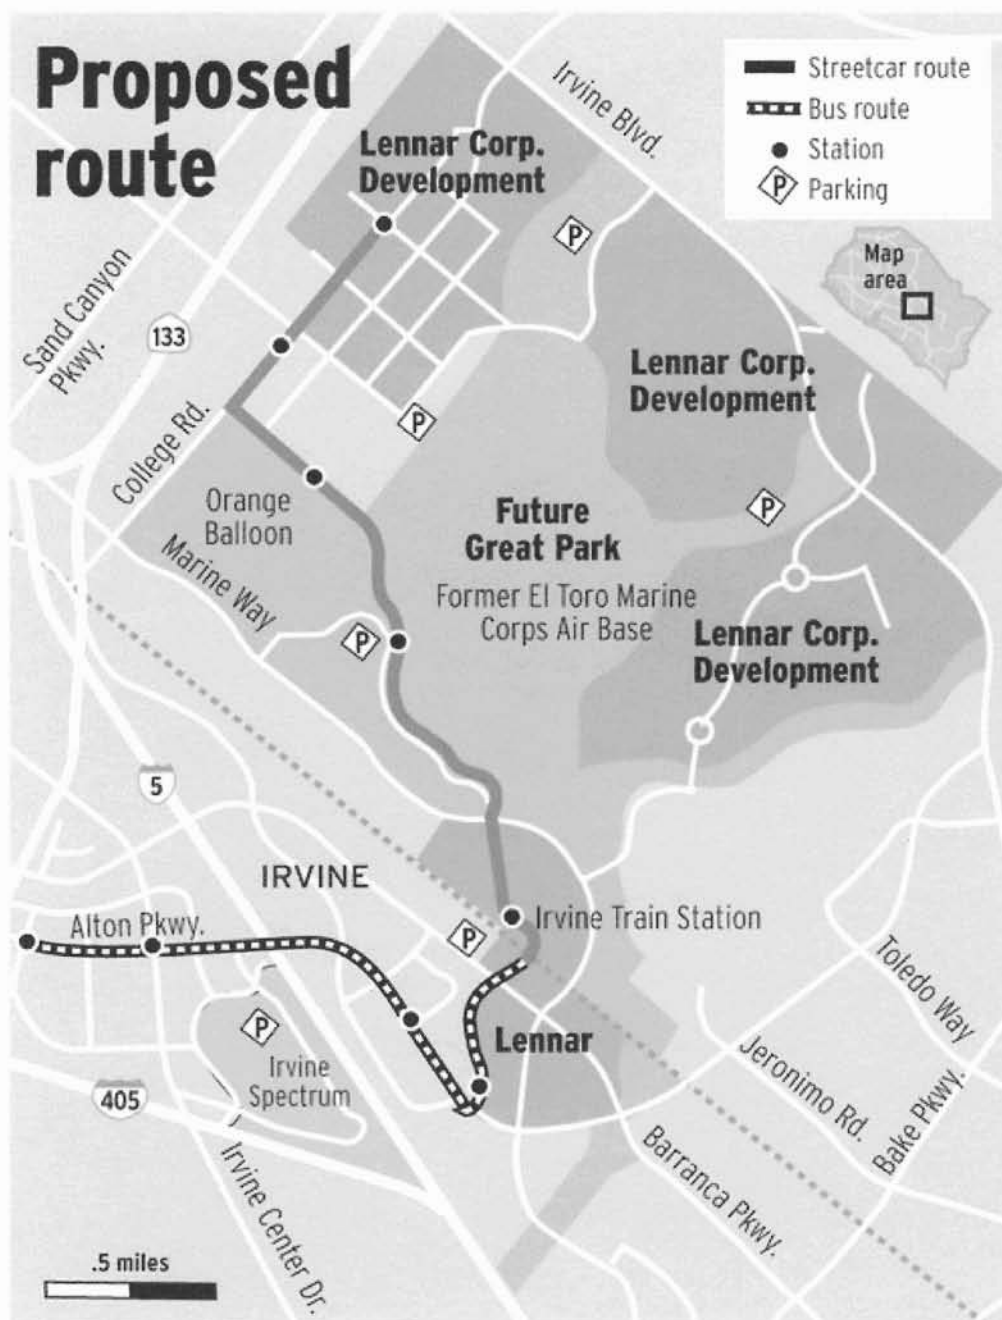 Proposed
route
Streetcar route
Bus route
Station
P Parking
Irvine Blvd.
Lennar Corp.
Development
P
Map
area
Sand Canyon
Pkwy.
133
Lennar Corp.
Development
College Rd.
P
Orange
Balloon
Future
Great Park
P
Marine Way
Former El Toro Marine
Corps Air Base
P
Lennar Corp.
Development
5
IRVINE
Alton Pkwy.
P
Irvine Train Station
Toledo Way
P
Lennar
Irvine
Spectrum
Jeronimo Rd.
405
Bake Pkwy.
Barranca Pkwy.
Irvine Center Dr.
.5 miles